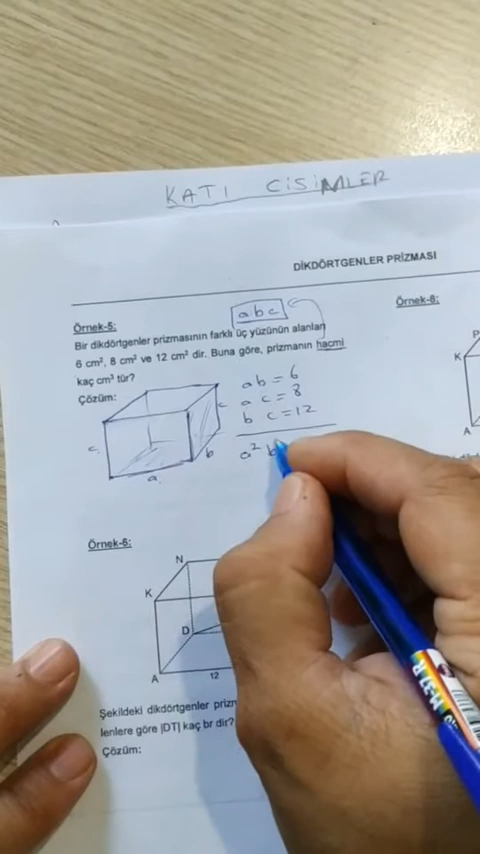 KATI CİSİMLER
DİKDÖRTGENLER PRİZMASI
abc
Örnek-5:
Bir dikdörtgenler prizmasının farklı üç yüzünün alanları
6 cm², 8 cm² ve 12 cm² dir. Buna göre, prizmanın hacmi
kaç cm³ tür?
Çözüm:
ab = 6
a c = 8
b c = 12
a² b
c
c
b
a
Örnek-8:
P
K
A
Örnek-6:
N
K
D
A
12
Şekildeki dikdörtgenler
lenlere göre |DT| kaç br dir?
Çözüm: